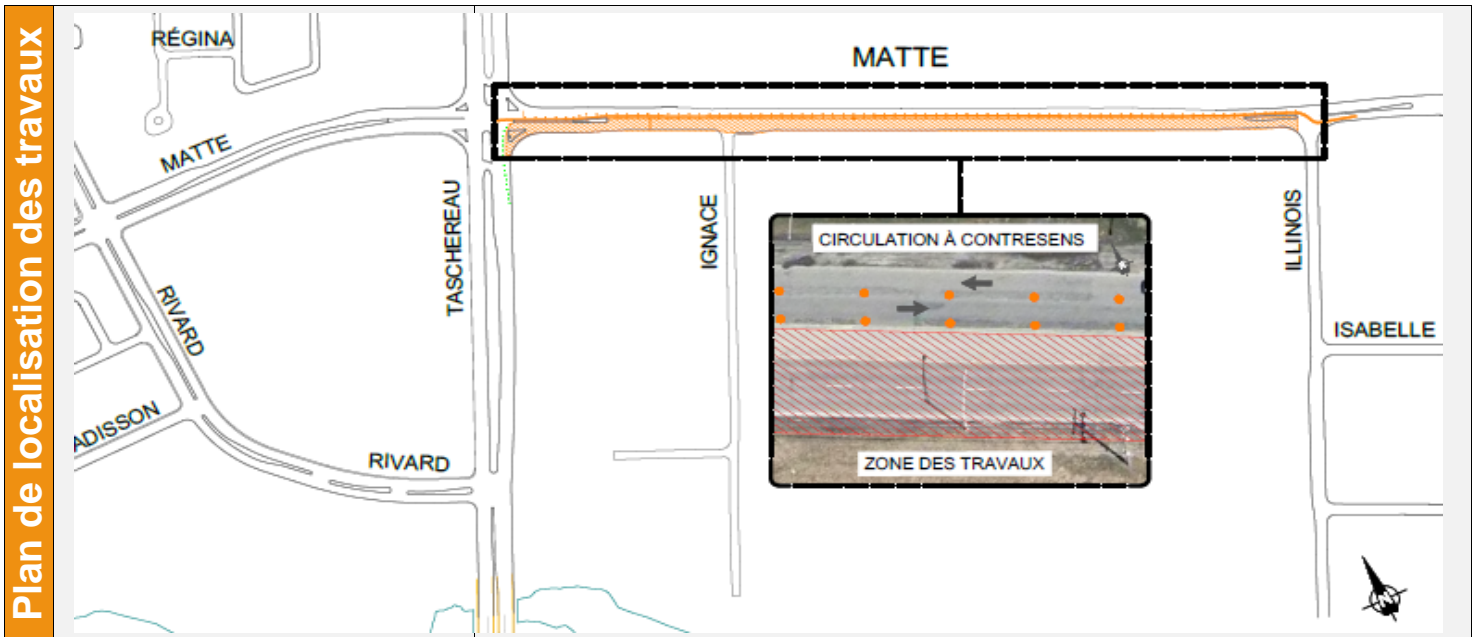 Plan de localisation des travaux
RÉGINA
MATTE
MATTE
TASCHEREAU
IGNACE
ILLINOIS
CIRCULATION À CONTRESENS
RIVARD
ISABELLE
ADISSON
RIVARD
ZONE DES TRAVAUX
N